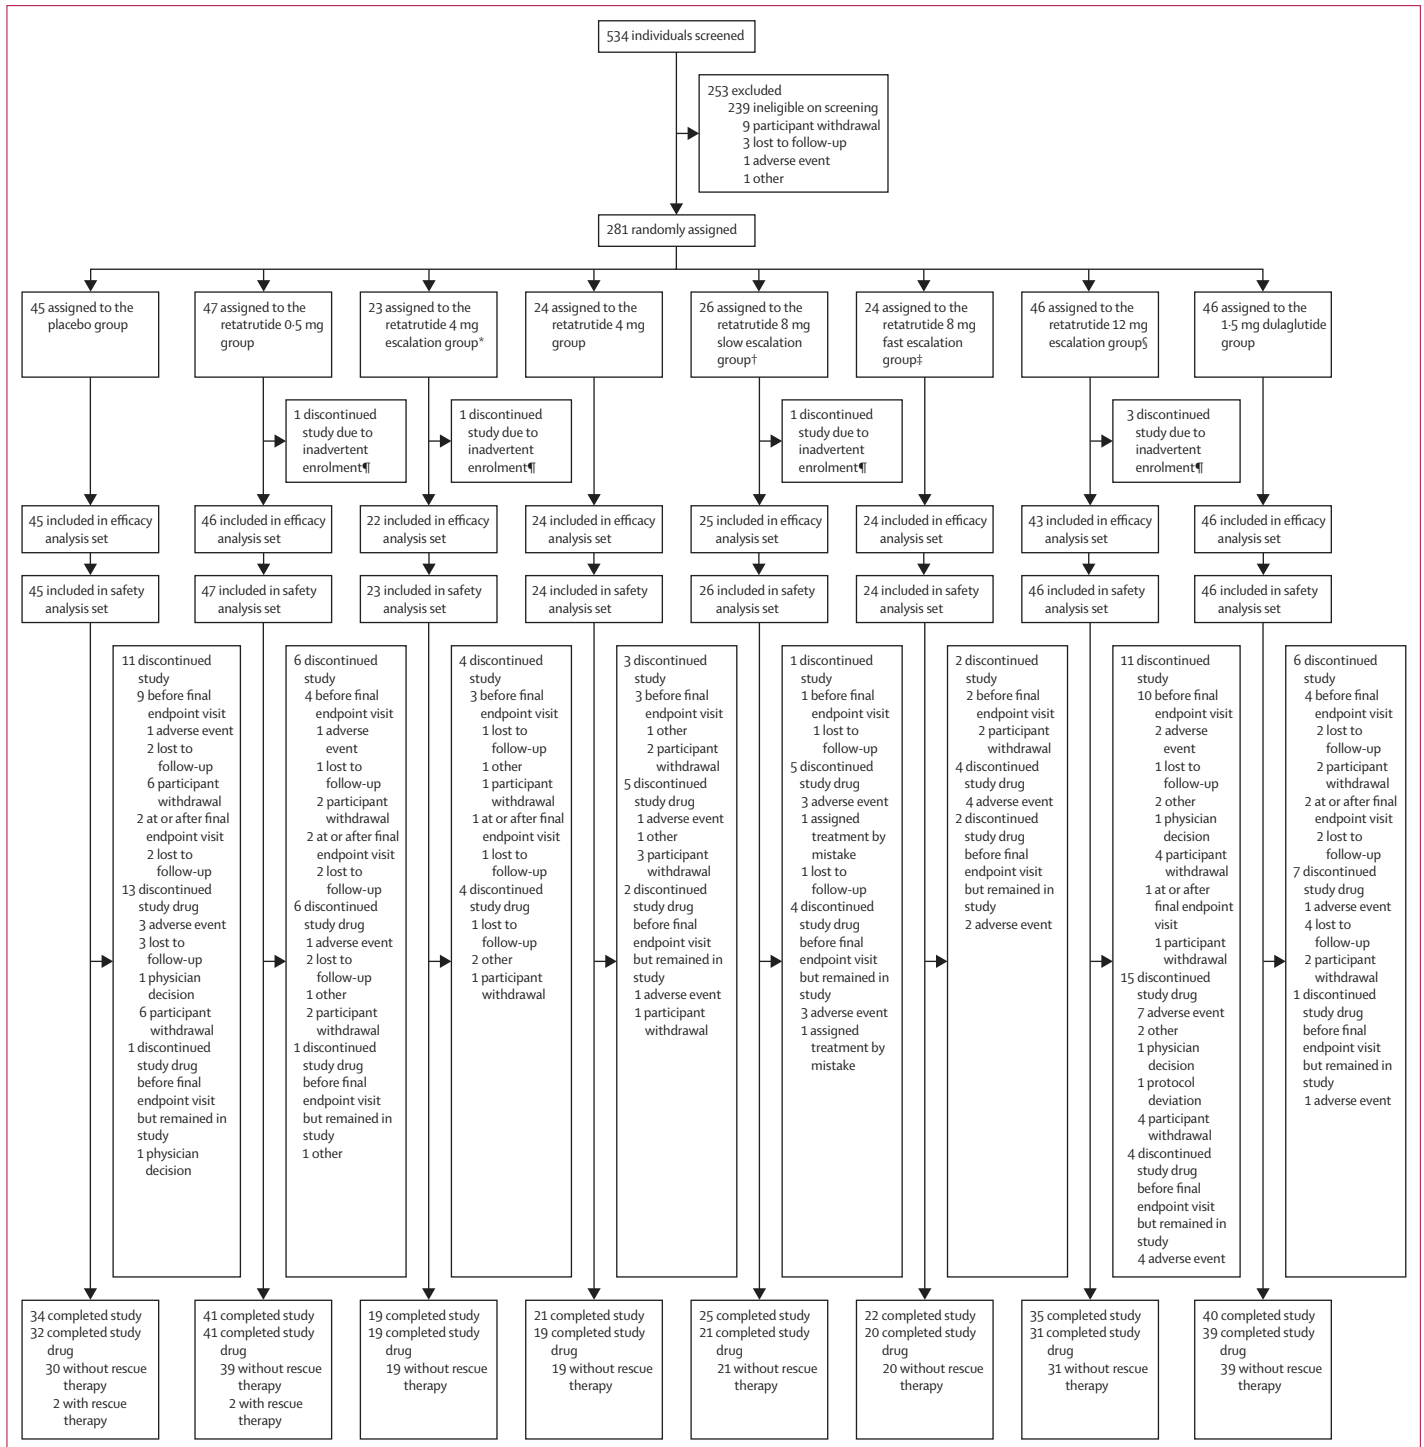 534 individuals screened
253 excluded
239 ineligible on screening
9 participant withdrawal
3 lost to follow-up
1 adverse event
1 other
281 randomly assigned
45 assigned to the
placebo group
47 assigned to the
retatrutide 0·5 mg
group
23 assigned to the
retatrutide 4 mg
escalation group*
24 assigned to the
retatrutide 4 mg
group
26 assigned to the
retatrutide 8 mg
slow escalation
group†
24 assigned to the
retatrutide 8 mg
fast escalation
group‡
46 assigned to the
retatrutide 12 mg
escalation group§
46 assigned to the
1·5 mg dulaglutide
group
1 discontinued
study due to
inadvertent
enrolment¶
1 discontinued
study due to
inadvertent
enrolment¶
1 discontinued
study due to
inadvertent
enrolment¶
3 discontinued
study due to
inadvertent
enrolment¶
45 included in efficacy
analysis set
46 included in efficacy
analysis set
22 included in efficacy
analysis set
24 included in efficacy
analysis set
25 included in efficacy
analysis set
24 included in efficacy
analysis set
43 included in efficacy
analysis set
46 included in efficacy
analysis set
45 included in safety
analysis set
47 included in safety
analysis set
23 included in safety
analysis set
24 included in safety
analysis set
26 included in safety
analysis set
24 included in safety
analysis set
46 included in safety
analysis set
46 included in safety
analysis set
11 discontinued
study
9 before final
endpoint visit
1 adverse event
2 lost to
follow-up
6 participant
withdrawal
2 at or after final
endpoint visit
2 lost to
follow-up
13 discontinued
study drug
3 adverse event
3 lost to
follow-up
1 physician
decision
6 participant
withdrawal
1 discontinued
study drug
before final
endpoint visit
but remained in
study
1 physician
decision
6 discontinued
study
4 before final
endpoint visit
1 adverse
event
1 lost to
follow-up
2 participant
withdrawal
2 at or after final
endpoint visit
2 lost to
follow-up
6 discontinued
study drug
1 adverse event
2 lost to
follow-up
1 other
2 participant
withdrawal
1 discontinued
study drug
before final
endpoint visit
but remained in
study
1 other
4 discontinued
study
3 before final
endpoint visit
1 lost to
follow-up
1 other
1 participant
withdrawal
1 at or after final
endpoint visit
1 lost to
follow-up
4 discontinued
study drug
1 lost to
follow-up
2 other
1 participant
withdrawal
3 discontinued
study
3 before final
endpoint visit
1 other
2 participant
withdrawal
5 discontinued
study drug
1 adverse event
1 other
3 participant
withdrawal
2 discontinued
study drug
before final
endpoint visit
but remained in
study
1 adverse event
1 participant
withdrawal
1 discontinued
study
1 before final
endpoint visit
1 lost to
follow-up
5 discontinued
study drug
3 adverse event
1 assigned
treatment by
mistake
1 lost to
follow-up
4 discontinued
study drug
before final
endpoint visit
but remained in
study
3 adverse event
1 assigned
treatment by
mistake
2 discontinued
study
2 before final
endpoint visit
2 participant
withdrawal
4 discontinued
study drug
4 adverse event
2 discontinued
study drug
before final
endpoint visit
but remained in
study
2 adverse event
11 discontinued
study
10 before final
endpoint visit
2 adverse
event
1 lost to
follow-up
2 other
1 physician
decision
4 participant
withdrawal
1 at or after
final endpoint
visit
1 participant
withdrawal
15 discontinued
study drug
7 adverse event
2 other
1 physician
decision
1 protocol
deviation
4 participant
withdrawal
4 discontinued
study drug
before final
endpoint visit
but remained in
study
4 adverse event
6 discontinued
study
4 before final
endpoint visit
2 lost to
follow-up
2 participant
withdrawal
2 at or after final
endpoint visit
2 lost to
follow-up
7 discontinued
study drug
1 adverse event
4 lost to
follow-up
2 participant
withdrawal
1 discontinued
study drug
before final
endpoint visit
but remained in
study
1 adverse event
34 completed study
32 completed study
drug
30 without rescue
therapy
2 with rescue
therapy
41 completed study
41 completed study
drug
39 without rescue
therapy
2 with rescue
therapy
19 completed study
19 completed study
drug
19 without rescue
therapy
21 completed study
19 completed study
drug
19 without rescue
therapy
25 completed study
21 completed study
drug
21 without rescue
therapy
22 completed study
20 completed study
drug
20 without rescue
therapy
35 completed study
31 completed study
drug
31 without rescue
therapy
40 completed study
39 completed study
drug
39 without rescue
therapy